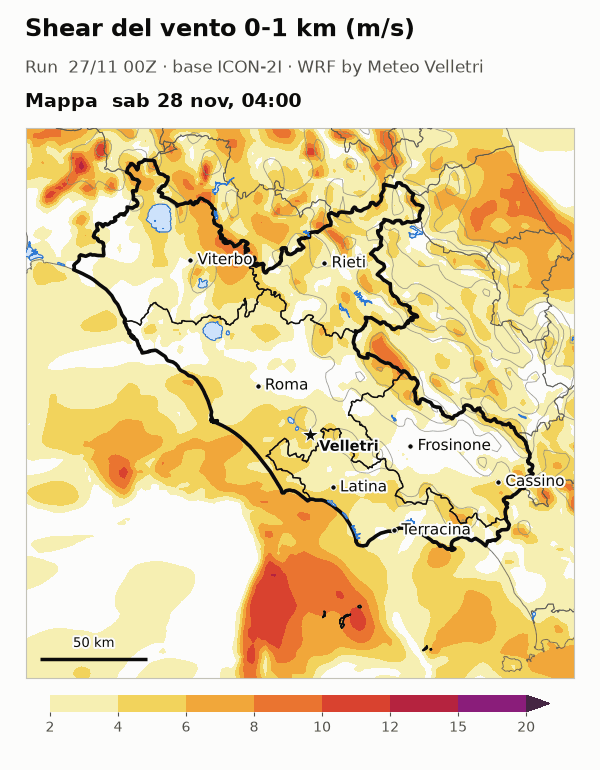 Shear del vento 0-1 km (m/s)
Run  27/11 00Z · base ICON-2I · WRF by Meteo Velletri
Mappa  sab 28 nov, 04:00
Viterbo
Rieti
Roma
Velletri
Frosinone
Latina
Cassino
Terracina
50 km
2 4 6 8 10 12 15 20